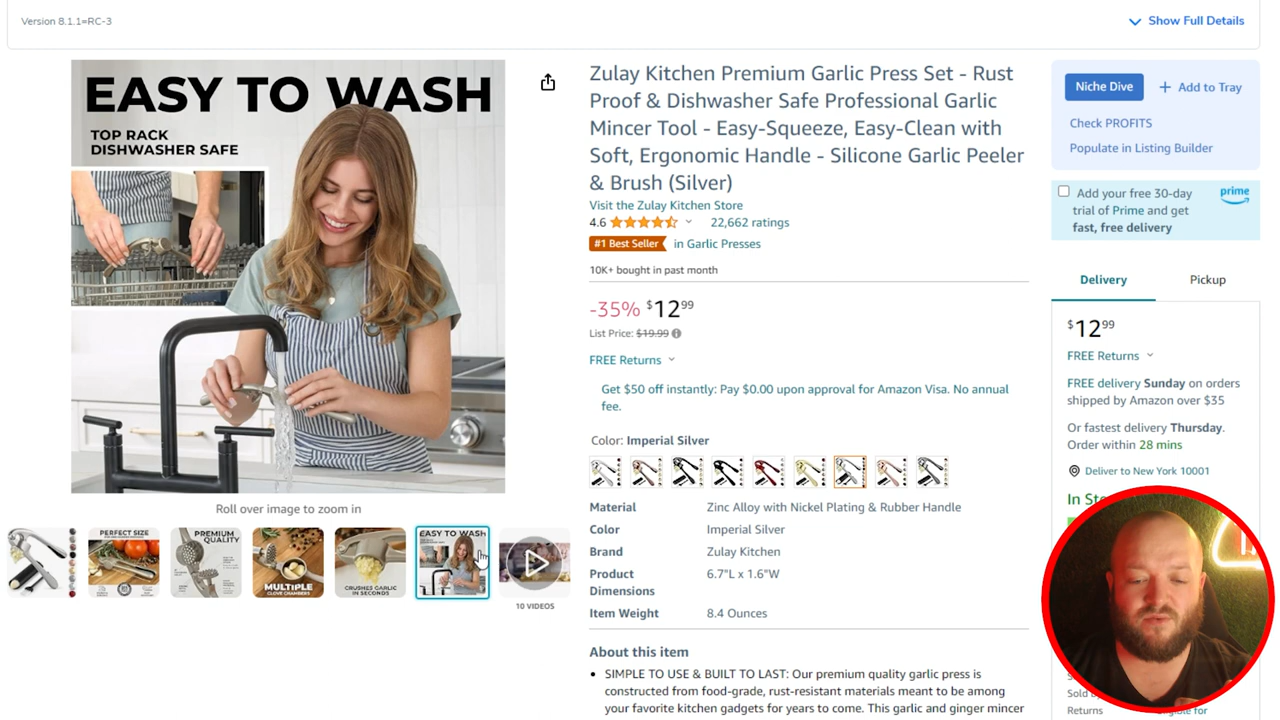 Version 8.1.1=RC-3
Show Full Details
EASY TO WASH
TOP RACK
DISHWASHER SAFE
Roll over image to zoom in
PERFECT SIZE
PREMIUM
QUALITY
MULTIPLE
CLOVE CHAMBERS
CRUSHES GARLIC
IN SECONDS
EASY TO WASH
10 VIDEOS
Zulay Kitchen Premium Garlic Press Set - Rust
Proof & Dishwasher Safe Professional Garlic
Mincer Tool - Easy-Squeeze, Easy-Clean with
Soft, Ergonomic Handle - Silicone Garlic Peeler
& Brush (Silver)
Visit the Zulay Kitchen Store
4.6 22,662 ratings
#1 Best Seller in Garlic Presses
10K+ bought in past month
-35% $12 99
List Price: $19.99
FREE Returns
Get $50 off instantly: Pay $0.00 upon approval for Amazon Visa. No annual
fee.
Color: Imperial Silver
Material Zinc Alloy with Nickel Plating & Rubber Handle
Color Imperial Silver
Brand Zulay Kitchen
Product
Dimensions
6.7"L x 1.6"W
Item Weight 8.4 Ounces
About this item
• SIMPLE TO USE & BUILT TO LAST: Our premium quality garlic press is
constructed from food-grade, rust-resistant materials meant to be among
your favorite kitchen gadgets for years to come. This garlic and ginger mincer
Niche Dive + Add to Tray
Check PROFITS
Populate in Listing Builder
Add your free 30-day
trial of Prime and get
fast, free delivery
prime
Delivery Pickup
$12 99
FREE Returns
FREE delivery Sunday on orders
shipped by Amazon over $35
Or fastest delivery Thursday.
Order within 28 mins
Deliver to New York 10001
In
Returns